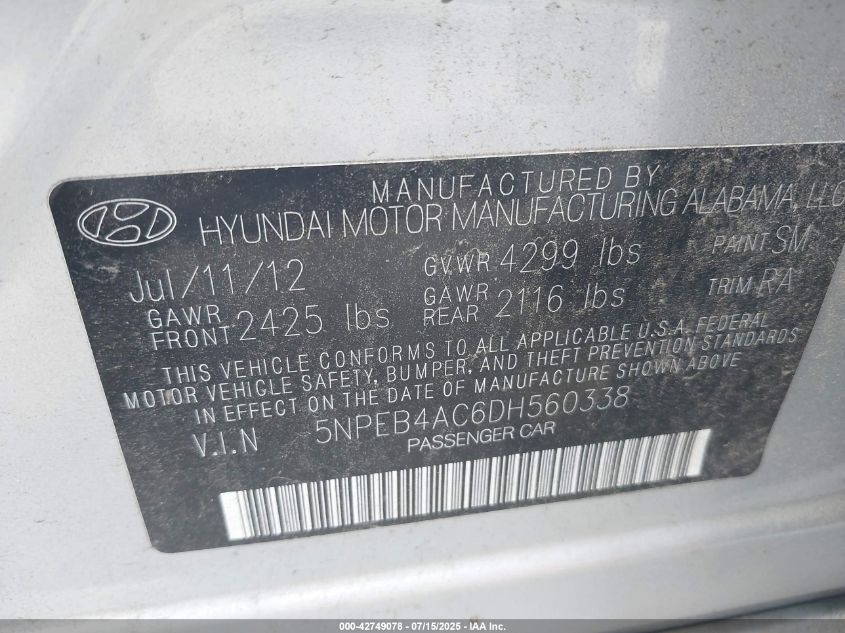 MANUFACTURED BY
HYUNDAI MOTOR MANUFACTURING ALABAMA, LLC
Jul/11/12 GVWR 4299 lbs PAINT SM
GAWR FRONT 2425 lbs GAWR REAR 2116 lbs TRIM RA
THIS VEHICLE CONFORMS TO ALL APPLICABLE U.S.A. FEDERAL
MOTOR VEHICLE SAFETY, BUMPER, AND THEFT PREVENTION STANDARDS
IN EFFECT ON THE DATE OF MANUFACTURE SHOWN ABOVE
V.I.N 5NPEB4AC6DH560338
PASSENGER CAR
000-42749078 - 07/15/2025 - IAA Inc.